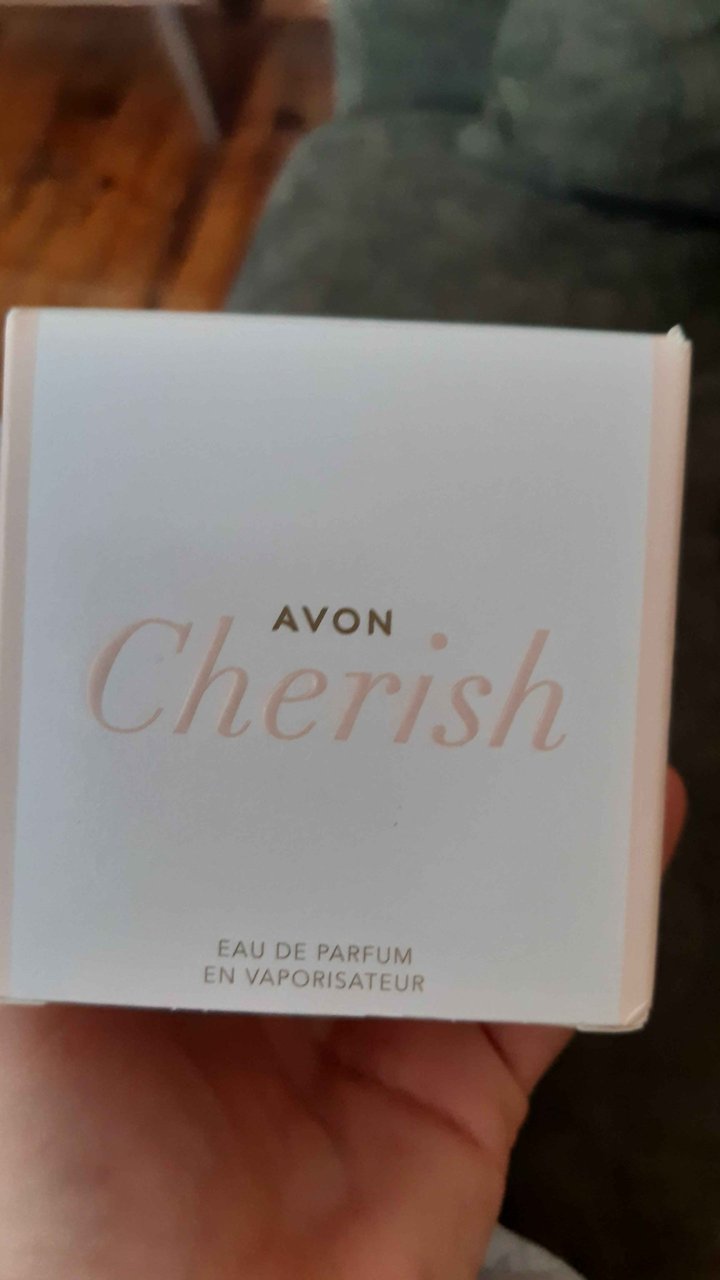 AVON
Cherish
EAU DE PARFUM
EN VAPORISATEUR